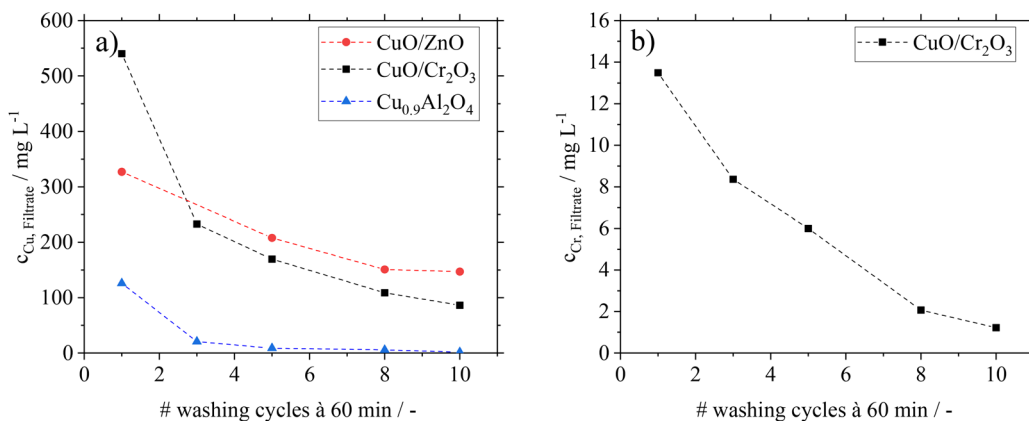 a)
CuO/ZnO
CuO/Cr₂O₃
Cu₀.₉Al₂O₄
600
500
400
300
200
100
0
c_Cu, Filtrate / mg L⁻¹
0 2 4 6 8 10
# washing cycles à 60 min / -
b)
CuO/Cr₂O₃
16
14
12
10
8
6
4
2
0
c_Cr, Filtrate / mg L⁻¹
0 2 4 6 8 10
# washing cycles à 60 min / -